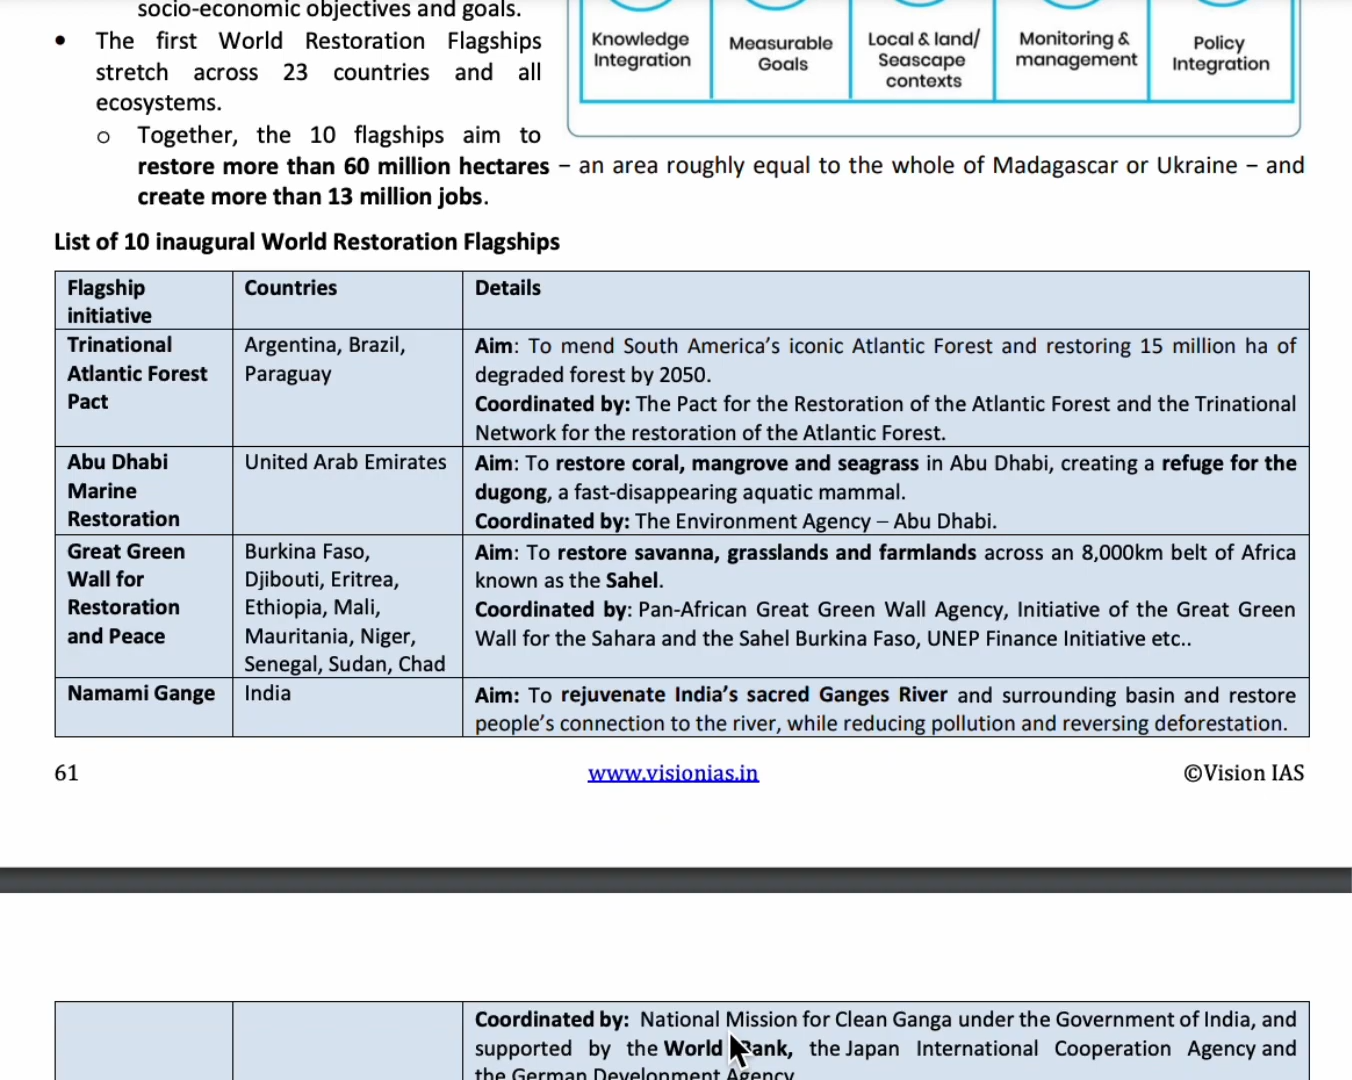 socio-economic objectives and goals.
• The first World Restoration Flagships
stretch across 23 countries and all
ecosystems.
o Together, the 10 flagships aim to
restore more than 60 million hectares – an area roughly equal to the whole of Madagascar or Ukraine – and
create more than 13 million jobs.
Knowledge
Integration
Measurable
Goals
Local & land/
Seascape
contexts
Monitoring &
management
Policy
Integration
List of 10 inaugural World Restoration Flagships
Flagship
initiative
Countries
Details
Trinational
Atlantic Forest
Pact
Argentina, Brazil,
Paraguay
Aim: To mend South America’s iconic Atlantic Forest and restoring 15 million ha of
degraded forest by 2050.
Coordinated by: The Pact for the Restoration of the Atlantic Forest and the Trinational
Network for the restoration of the Atlantic Forest.
Abu Dhabi
Marine
Restoration
United Arab Emirates
Aim: To restore coral, mangrove and seagrass in Abu Dhabi, creating a refuge for the
dugong, a fast-disappearing aquatic mammal.
Coordinated by: The Environment Agency – Abu Dhabi.
Great Green
Wall for
Restoration
and Peace
Burkina Faso,
Djibouti, Eritrea,
Ethiopia, Mali,
Mauritania, Niger,
Senegal, Sudan, Chad
Aim: To restore savanna, grasslands and farmlands across an 8,000km belt of Africa
known as the Sahel.
Coordinated by: Pan-African Great Green Wall Agency, Initiative of the Great Green
Wall for the Sahara and the Sahel Burkina Faso, UNEP Finance Initiative etc..
Namami Gange
India
Aim: To rejuvenate India’s sacred Ganges River and surrounding basin and restore
people’s connection to the river, while reducing pollution and reversing deforestation.
61
www.visionias.in
©Vision IAS
Coordinated by: National Mission for Clean Ganga under the Government of India, and
supported by the World Bank, the Japan International Cooperation Agency and
the German Development Agency